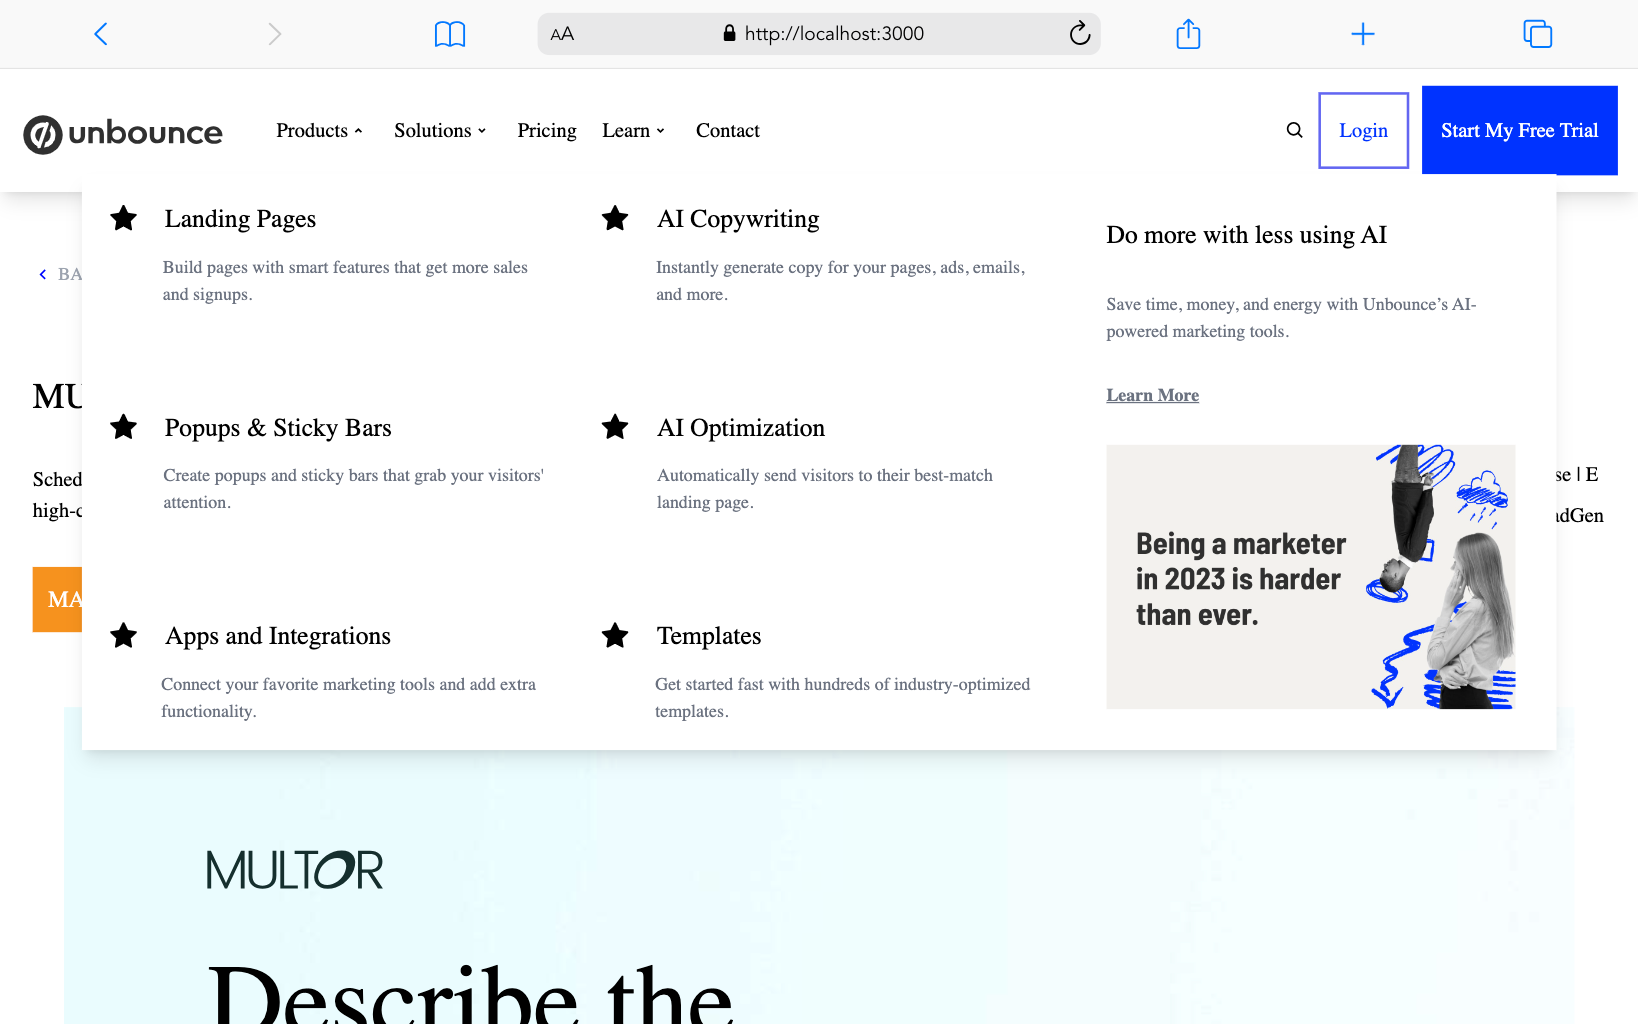 AA http://localhost:3000
unbounce Products Solutions Pricing Learn Contact Login Start My Free Trial
Landing Pages
Build pages with smart features that get more sales
and signups.
AI Copywriting
Instantly generate copy for your pages, ads, emails,
and more.
Popups & Sticky Bars
Create popups and sticky bars that grab your visitors'
attention.
AI Optimization
Automatically send visitors to their best-match
landing page.
Apps and Integrations
Connect your favorite marketing tools and add extra
functionality.
Templates
Get started fast with hundreds of industry-optimized
templates.
Do more with less using AI
Save time, money, and energy with Unbounce’s AI-
powered marketing tools.
Learn More
Being a marketer
in 2023 is harder
than ever.
BA
MU
Sched
high-c
MA
se | E
adGen
MULTOR
Describe the